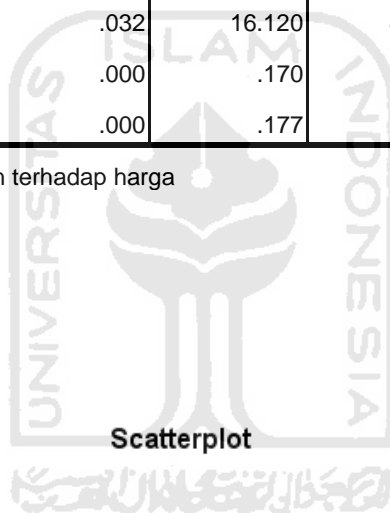 .032 16.120
.000 .170
.000 .177
n terhadap harga
ISLAM
UNIVERSITAS
INDONESIA
Scatterplot